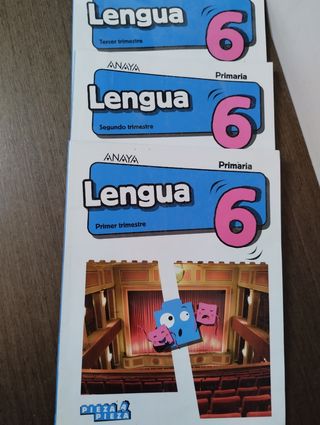 Lengua 6
Tercer trimestre
ANAYA
Primaria
Lengua 6
Segundo trimestre
ANAYA
Primaria
Lengua 6
Primer trimestre
PIEZA A
PIEZA